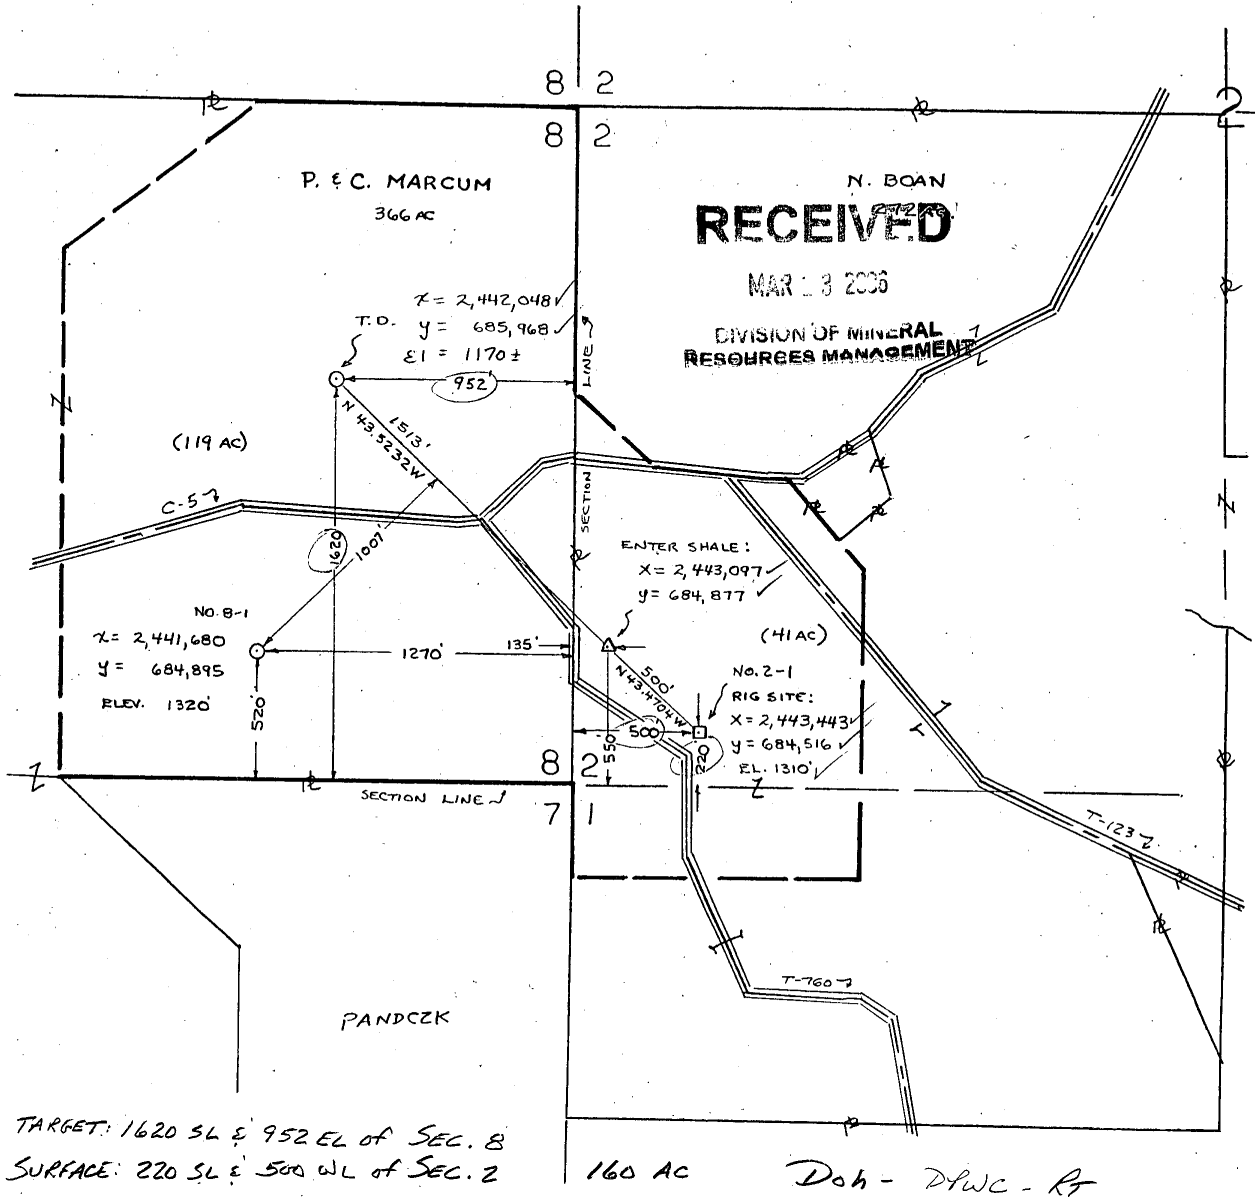 8 2
8 2
P. & C. MARCUM
366 AC
N. BOAN
RECEIVED
MAR 13 2006
DIVISION OF MINERAL
RESOURCES MANAGEMENT
x = 2,442,048 ✓
T.D. y = 685,968 ✓
El = 1170 ±
952'
LINE
SECTION
N 43.5232 W
1513'
(119 AC)
C-5
1620
1007'
ENTER SHALE:
X = 2,443,097 ✓
y = 684,877 ✓
NO. 8-1
x = 2,441,680
y = 684,895
ELEV. 1320'
1270'
135'
520'
(41 AC)
500'
N 43.4704 W
NO. 2-1
RIG SITE:
X = 2,443,443 ✓
y = 684,516 ✓
EL. 1310' ✓
500'
550'
220
8 2
7 1
SECTION LINE
T-123
T-760
PANDCZK
TARGET: 1620 SL & 952 EL of SEC. 8
SURFACE: 220 SL & 500 WL of SEC. 2
160 AC